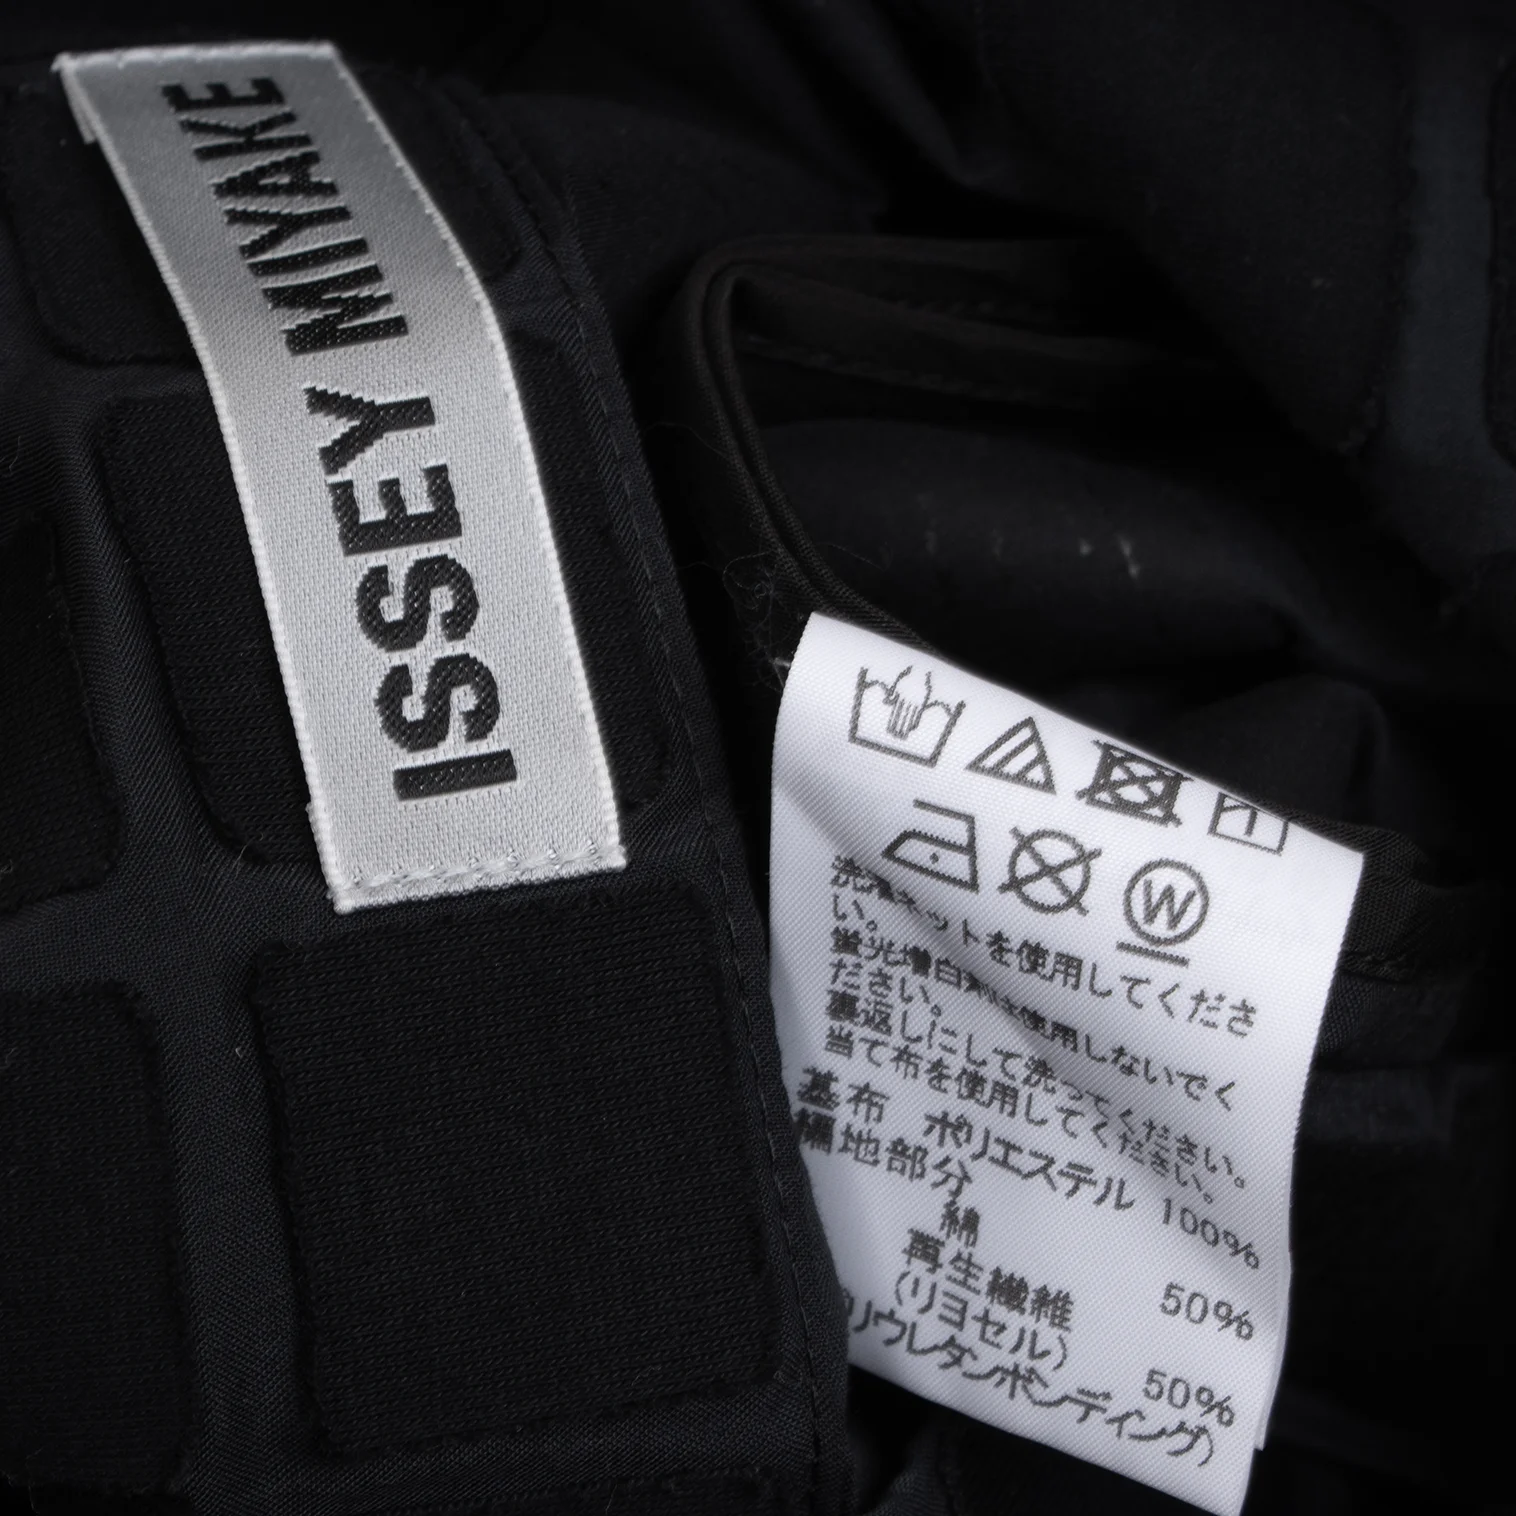 ISSEY MIYAKE
W
洗濯ネットを使用してくださ
い。
蛍光増白剤は使用しないでく
ださい。
裏返しにして洗ってください。
当て布を使用してください。
基布 ポリエステル 100%
編地部分
綿 50%
再生繊維
(リヨセル) 50%
リウレタンボンディング)